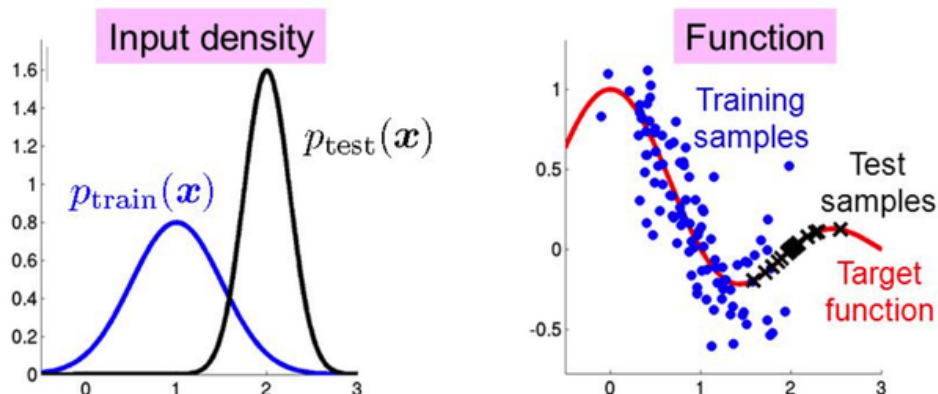 Input density
1.6
1.4
1.2
1
0.8
0.6
0.4
0.2
0
0 1 2 3
p_train(x)
p_test(x)
Function
1
0.5
0
-0.5
0 1 2 3
Training
samples
Test
samples
Target
function